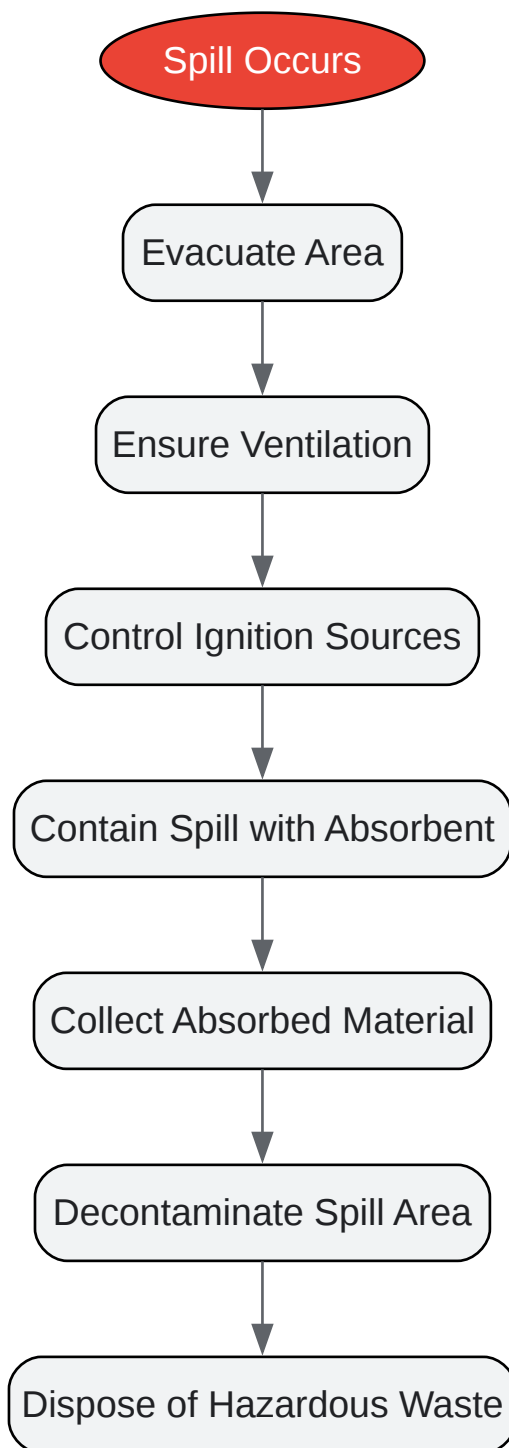 Spill Occurs
Evacuate Area
Ensure Ventilation
Control Ignition Sources
Contain Spill with Absorbent
Collect Absorbed Material
Decontaminate Spill Area
Dispose of Hazardous Waste